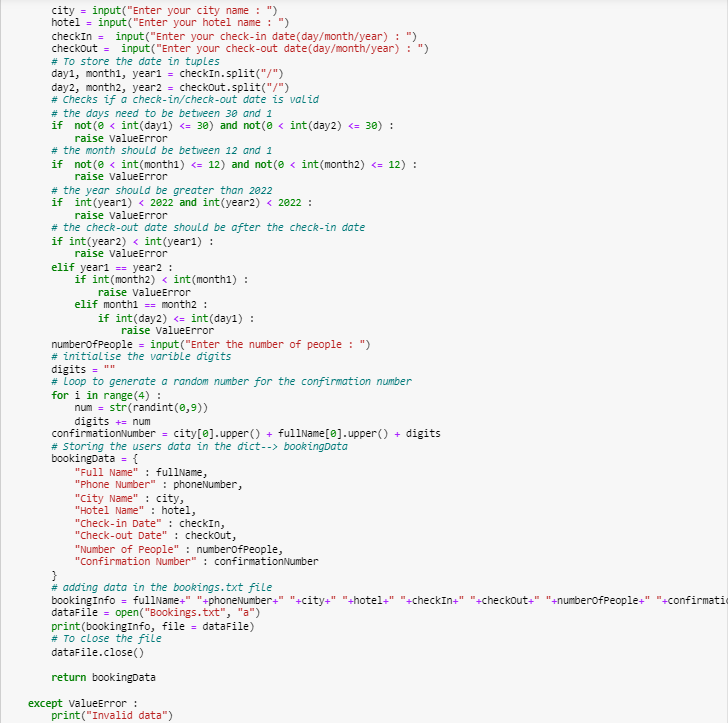 city = input("Enter your city name : ")
hotel = input("Enter your hotel name : ")
checkIn =  input("Enter your check-in date(day/month/year) : ")
checkOut =  input("Enter your check-out date(day/month/year) : ")
# To store the date in tuples
day1, month1, year1 = checkIn.split("/")
day2, month2, year2 = checkOut.split("/")
# Checks if a check-in/check-out date is valid
# the days need to be between 30 and 1
if  not(0 < int(day1) <= 30) and not(0 < int(day2) <= 30) :
raise ValueError
# the month should be between 12 and 1
if  not(0 < int(month1) <= 12) and not(0 < int(month2) <= 12) :
raise ValueError
# the year should be greater than 2022
if  int(year1) < 2022 and int(year2) < 2022 :
raise ValueError
# the check-out date should be after the check-in date
if int(year2) < int(year1) :
raise ValueError
elif year1 == year2 :
if int(month2) < int(month1) :
raise ValueError
elif month1 == month2 :
if int(day2) <= int(day1) :
raise ValueError
numberOfPeople = input("Enter the number of people : ")
# initialise the varible digits
digits = ""
# Loop to generate a random number for the confirmation number
for i in range(4) :
num = str(randint(0,9))
digits += num
confirmationNumber = city[0].upper() + fullName[0].upper() + digits
# Storing the users data in the dict--> bookingData
bookingData = {
"Full Name" : fullName,
"Phone Number" : phoneNumber,
"City Name" : city,
"Hotel Name" : hotel,
"Check-in Date" : checkIn,
"Check-out Date" : checkOut,
"Number of People" : numberOfPeople,
"Confirmation Number" : confirmationNumber
}
# adding data in the bookings.txt file
bookingInfo = fullName+" "+phoneNumber+" "+city+" "+hotel+" "+checkIn+" "+checkOut+" "+numberOfPeople+" "+confirmatio
dataFile = open("Bookings.txt", "a")
print(bookingInfo, file = dataFile)
# To close the file
dataFile.close()
return bookingData
except ValueError :
print("Invalid data")